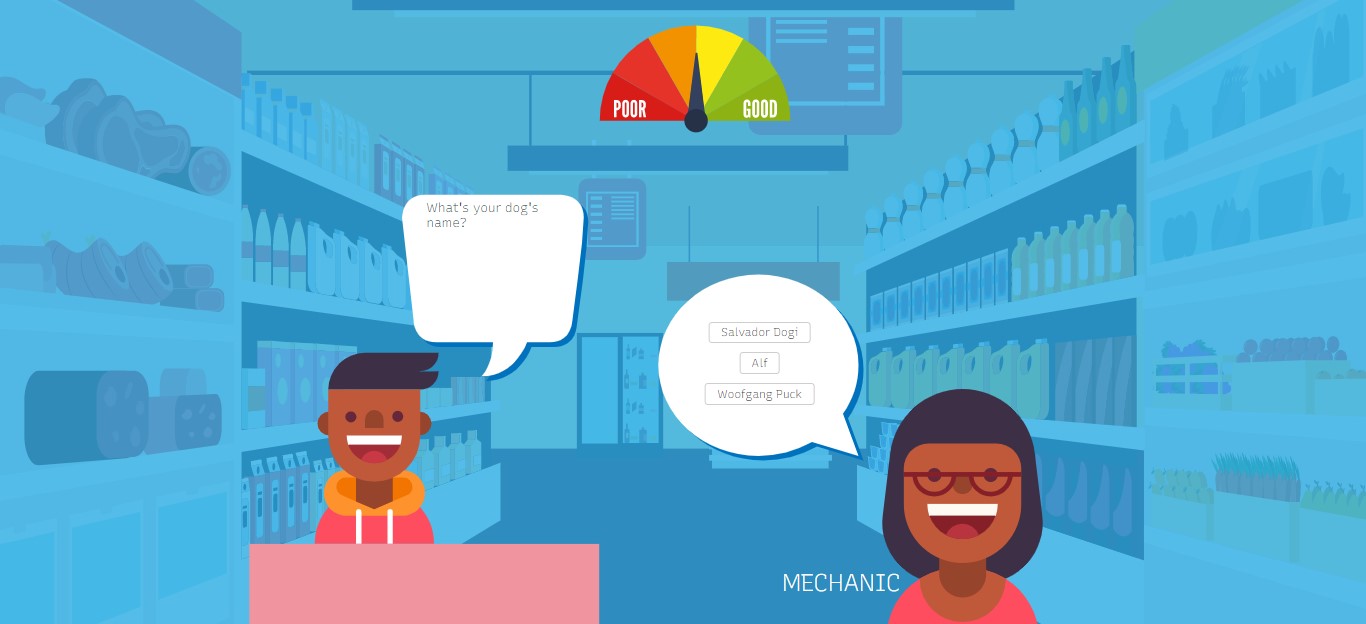 POOR GOOD
What's your dog's
name?
Salvador Dogi
Alf
Woofgang Puck
MECHANIC